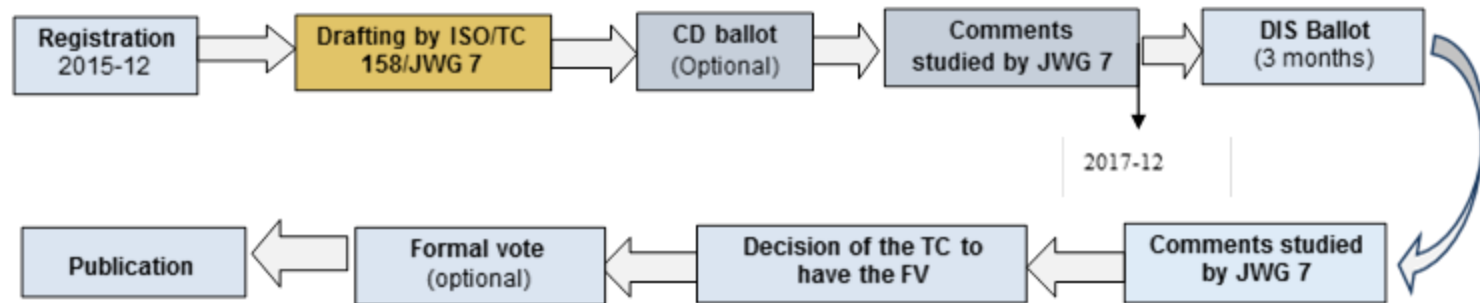 Registration
2015-12
Drafting by ISO/TC
158/JWG 7
CD ballot
(Optional)
Comments
studied by JWG 7
DIS Ballot
(3 months)
2017-12
Comments studied
by JWG 7
Decision of the TC to
have the FV
Formal vote
(optional)
Publication